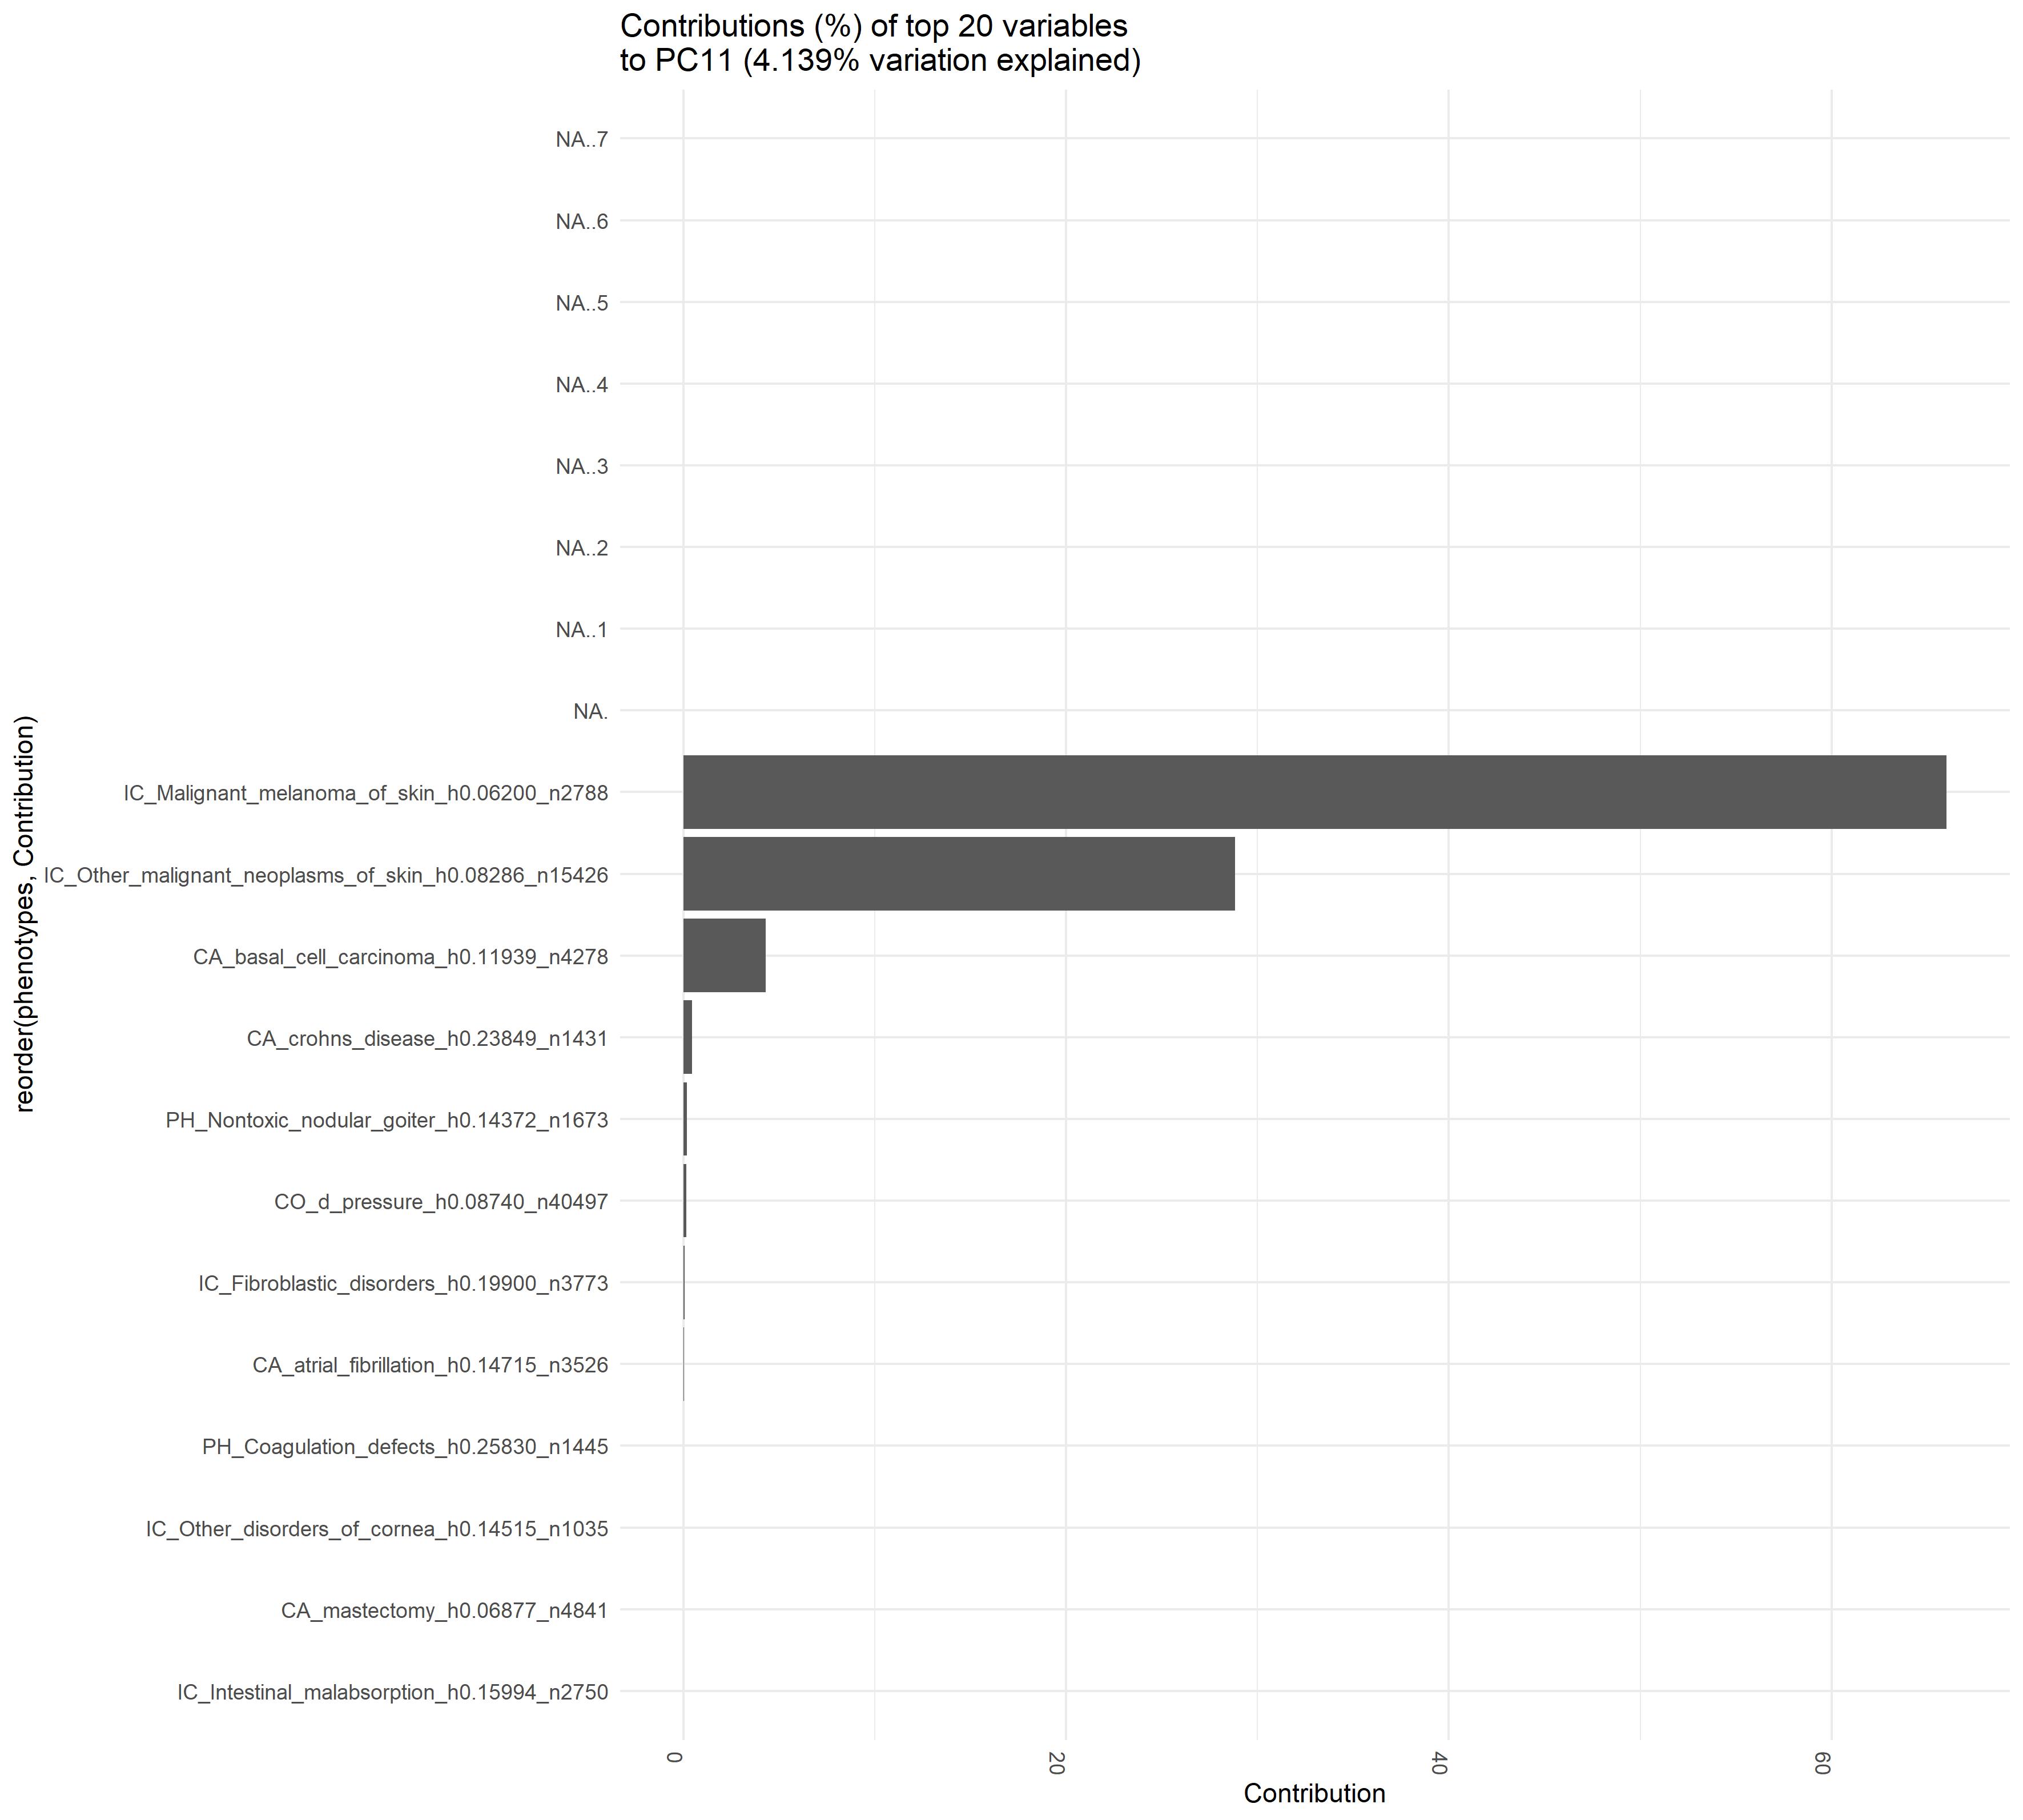 Contributions (%) of top 20 variables
to PC11 (4.139% variation explained)
NA..7
NA..6
NA..5
NA..4
NA..3
NA..2
NA..1
NA.
IC_Malignant_melanoma_of_skin_h0.06200_n2788
IC_Other_malignant_neoplasms_of_skin_h0.08286_n15426
CA_basal_cell_carcinoma_h0.11939_n4278
CA_crohns_disease_h0.23849_n1431
PH_Nontoxic_nodular_goiter_h0.14372_n1673
CO_d_pressure_h0.08740_n40497
IC_Fibroblastic_disorders_h0.19900_n3773
CA_atrial_fibrillation_h0.14715_n3526
PH_Coagulation_defects_h0.25830_n1445
IC_Other_disorders_of_cornea_h0.14515_n1035
CA_mastectomy_h0.06877_n4841
IC_Intestinal_malabsorption_h0.15994_n2750
reorder(phenotypes, Contribution)
0
20
40
60
Contribution